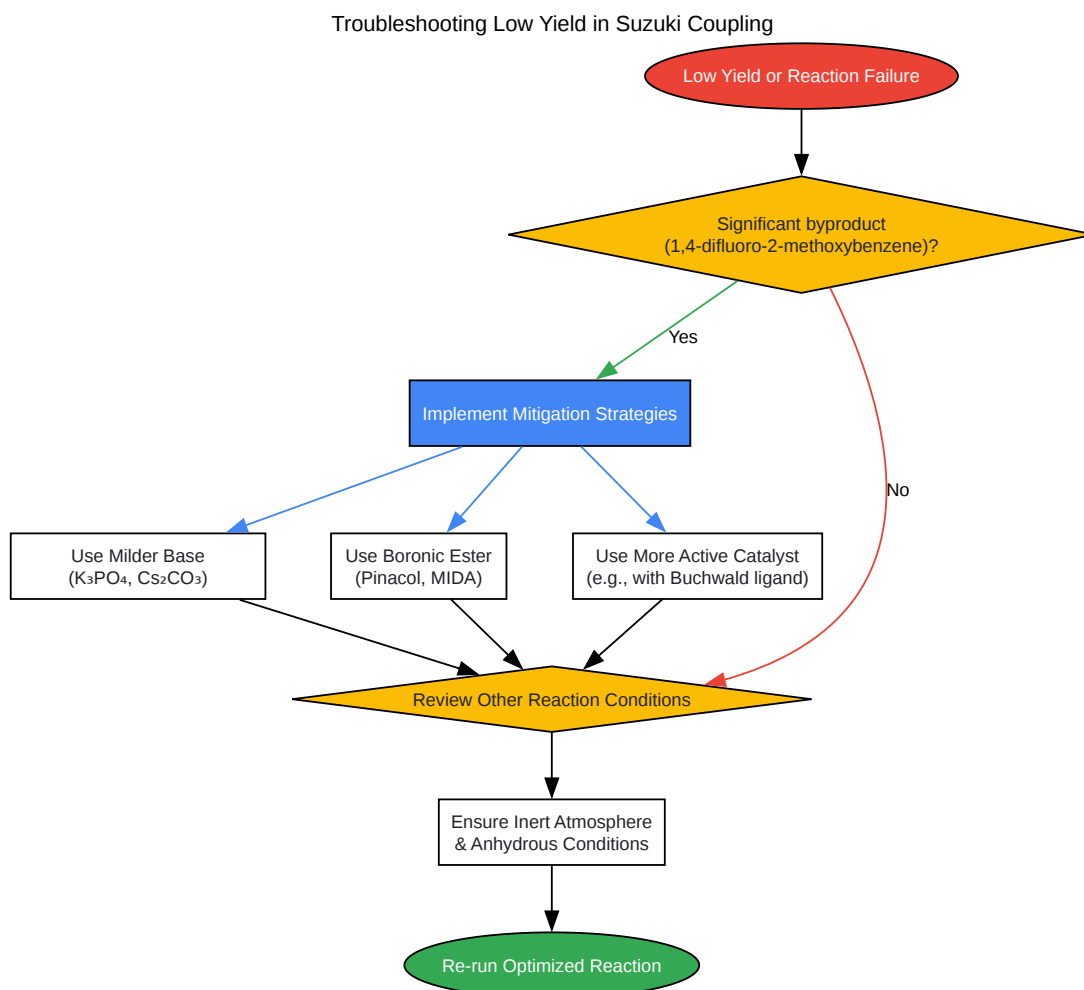 Troubleshooting Low Yield in Suzuki Coupling
Low Yield or Reaction Failure
Significant byproduct
(1,4-difluoro-2-methoxybenzene)?
Yes
Implement Mitigation Strategies
No
Use Milder Base
(K₃PO₄, Cs₂CO₃)
Use Boronic Ester
(Pinacol, MIDA)
Use More Active Catalyst
(e.g., with Buchwald ligand)
Review Other Reaction Conditions
Ensure Inert Atmosphere
& Anhydrous Conditions
Re-run Optimized Reaction